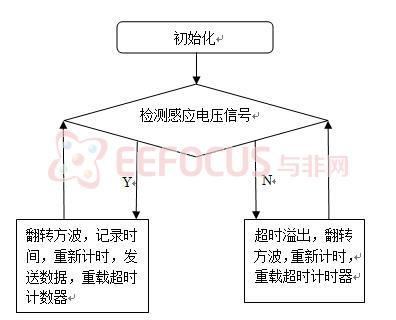 初始化
检测感应电压信号
EEFOCUS与非网
Y
N
翻转方波，记录时
间，重新计时，发
送数据，重载超时
计数器
超时溢出，翻转
方波，重新计时，
重载超时计时器